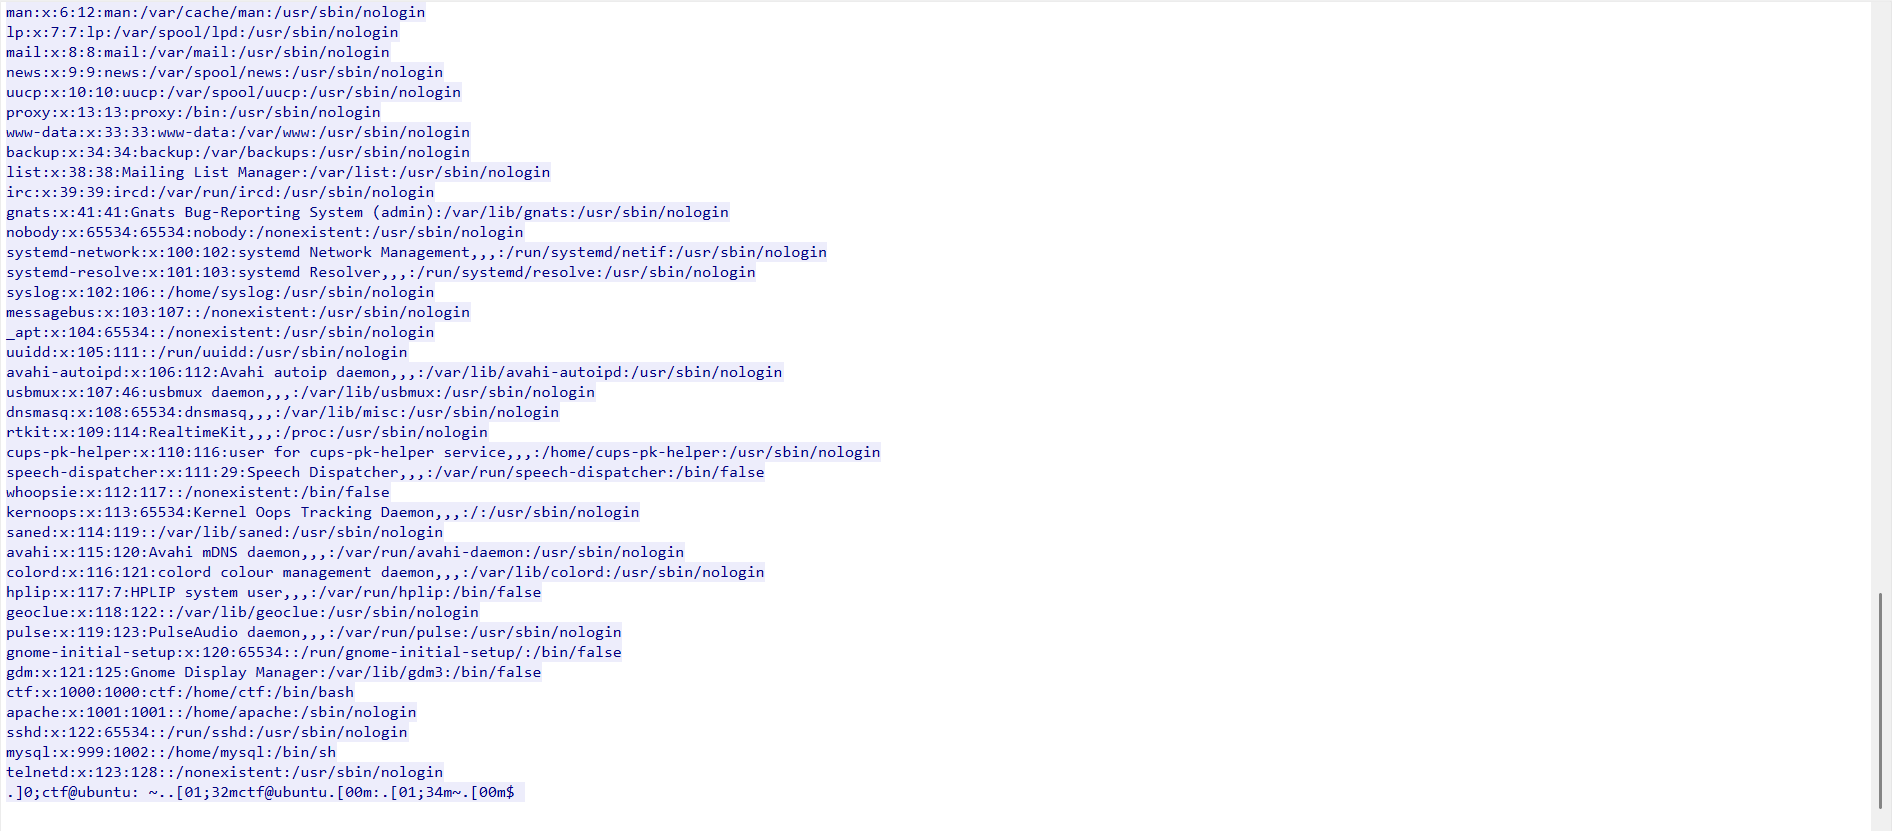 man:x:6:12:man:/var/cache/man:/usr/sbin/nologin
lp:x:7:7:lp:/var/spool/lpd:/usr/sbin/nologin
mail:x:8:8:mail:/var/mail:/usr/sbin/nologin
news:x:9:9:news:/var/spool/news:/usr/sbin/nologin
uucp:x:10:10:uucp:/var/spool/uucp:/usr/sbin/nologin
proxy:x:13:13:proxy:/bin:/usr/sbin/nologin
www-data:x:33:33:www-data:/var/www:/usr/sbin/nologin
backup:x:34:34:backup:/var/backups:/usr/sbin/nologin
list:x:38:38:Mailing List Manager:/var/list:/usr/sbin/nologin
irc:x:39:39:ircd:/var/run/ircd:/usr/sbin/nologin
gnats:x:41:41:Gnats Bug-Reporting System (admin):/var/lib/gnats:/usr/sbin/nologin
nobody:x:65534:65534:nobody:/nonexistent:/usr/sbin/nologin
systemd-network:x:100:102:systemd Network Management,,,:/run/systemd/netif:/usr/sbin/nologin
systemd-resolve:x:101:103:systemd Resolver,,,:/run/systemd/resolve:/usr/sbin/nologin
syslog:x:102:106::/home/syslog:/usr/sbin/nologin
messagebus:x:103:107::/nonexistent:/usr/sbin/nologin
_apt:x:104:65534::/nonexistent:/usr/sbin/nologin
uuidd:x:105:111::/run/uuidd:/usr/sbin/nologin
avahi-autoipd:x:106:112:Avahi autoip daemon,,,:/var/lib/avahi-autoipd:/usr/sbin/nologin
usbmux:x:107:46:usbmux daemon,,,:/var/lib/usbmux:/usr/sbin/nologin
dnsmasq:x:108:65534:dnsmasq,,,:/var/lib/misc:/usr/sbin/nologin
rtkit:x:109:114:RealtimeKit,,,:/proc:/usr/sbin/nologin
cups-pk-helper:x:110:116:user for cups-pk-helper service,,,:/home/cups-pk-helper:/usr/sbin/nologin
speech-dispatcher:x:111:29:Speech Dispatcher,,,:/var/run/speech-dispatcher:/bin/false
whoopsie:x:112:117::/nonexistent:/bin/false
kernoops:x:113:65534:Kernel Oops Tracking Daemon,,,:/:/usr/sbin/nologin
saned:x:114:119::/var/lib/saned:/usr/sbin/nologin
avahi:x:115:120:Avahi mDNS daemon,,,:/var/run/avahi-daemon:/usr/sbin/nologin
colord:x:116:121:colord colour management daemon,,,:/var/lib/colord:/usr/sbin/nologin
hplip:x:117:7:HPLIP system user,,,:/var/run/hplip:/bin/false
geoclue:x:118:122::/var/lib/geoclue:/usr/sbin/nologin
pulse:x:119:123:PulseAudio daemon,,,:/var/run/pulse:/usr/sbin/nologin
gnome-initial-setup:x:120:65534::/run/gnome-initial-setup/:/bin/false
gdm:x:121:125:Gnome Display Manager:/var/lib/gdm3:/bin/false
ctf:x:1000:1000:ctf:/home/ctf:/bin/bash
apache:x:1001:1001::/home/apache:/sbin/nologin
sshd:x:122:65534::/run/sshd:/usr/sbin/nologin
mysql:x:999:1002::/home/mysql:/bin/sh
telnetd:x:123:128::/nonexistent:/usr/sbin/nologin
.]0;ctf@ubuntu: ~..[01;32mctf@ubuntu.[00m:.[01;34m~.[00m$